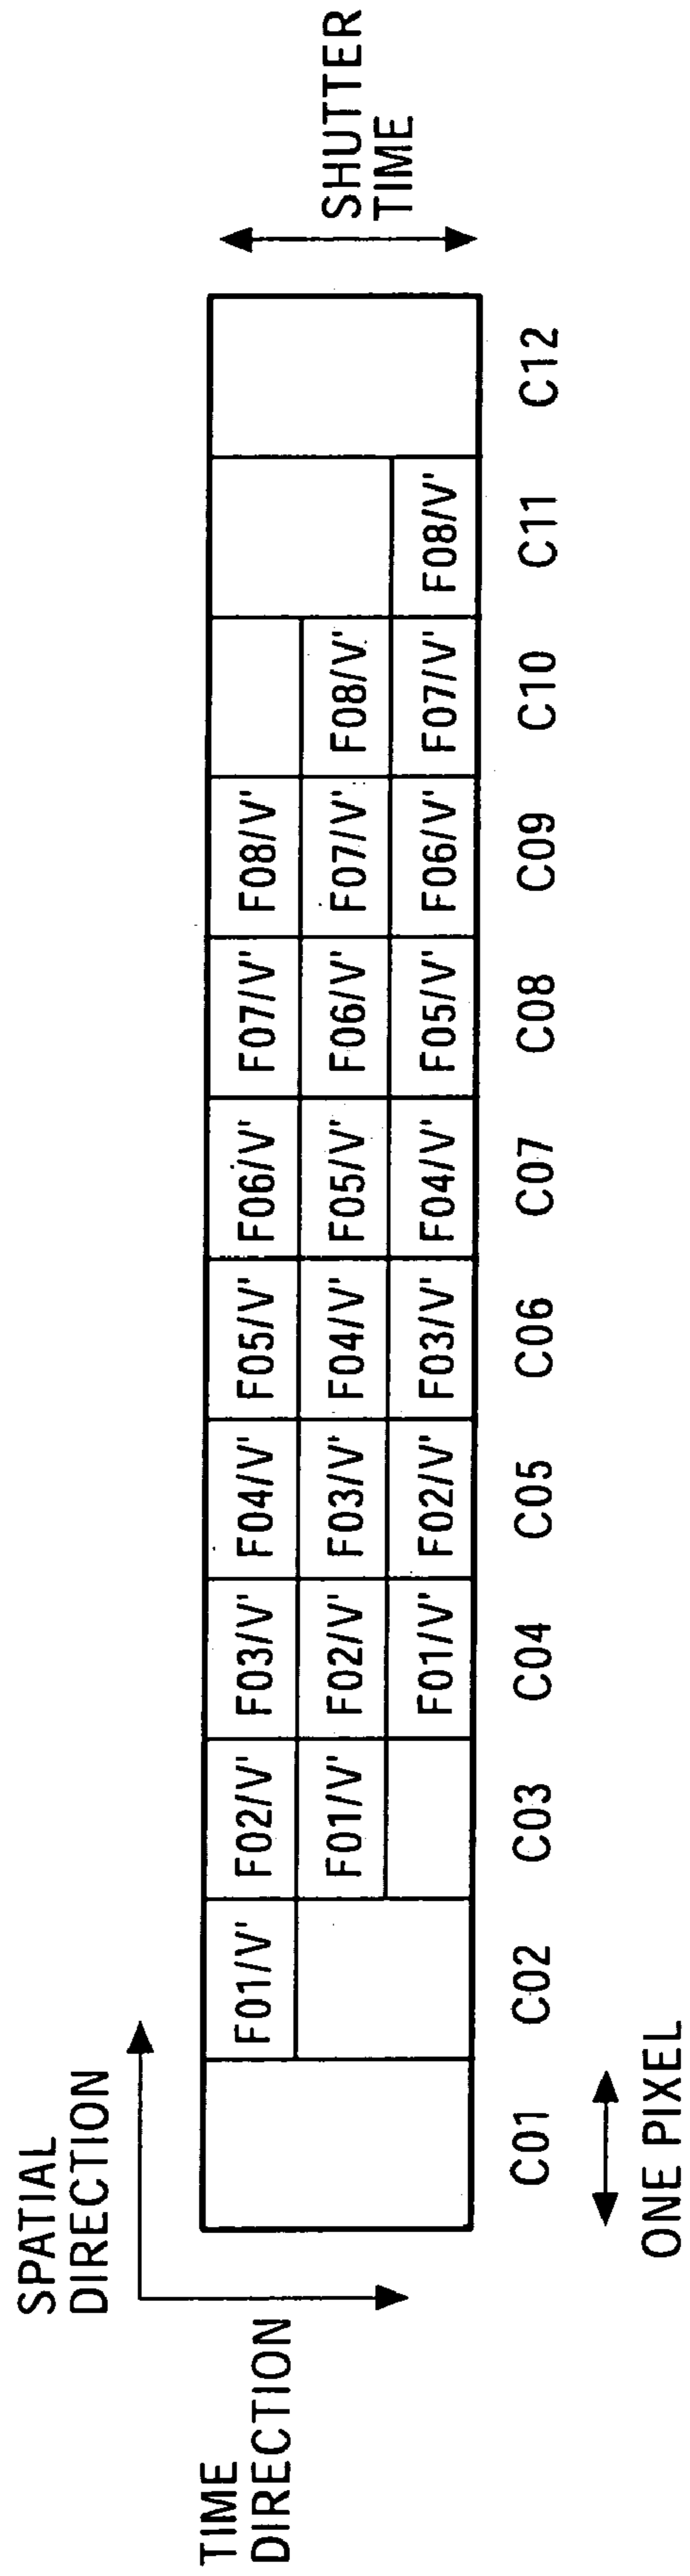 SPATIAL
DIRECTION
TIME
DIRECTION
SHUTTER
TIME
F01/V' F02/V' F03/V' F04/V' F05/V' F06/V' F07/V' F08/V'
F01/V' F02/V' F03/V' F04/V' F05/V' F06/V' F07/V' F08/V'
F01/V' F02/V' F03/V' F04/V' F05/V' F06/V' F07/V' F08/V'
C01 C02 C03 C04 C05 C06 C07 C08 C09 C10 C11 C12
ONE PIXEL